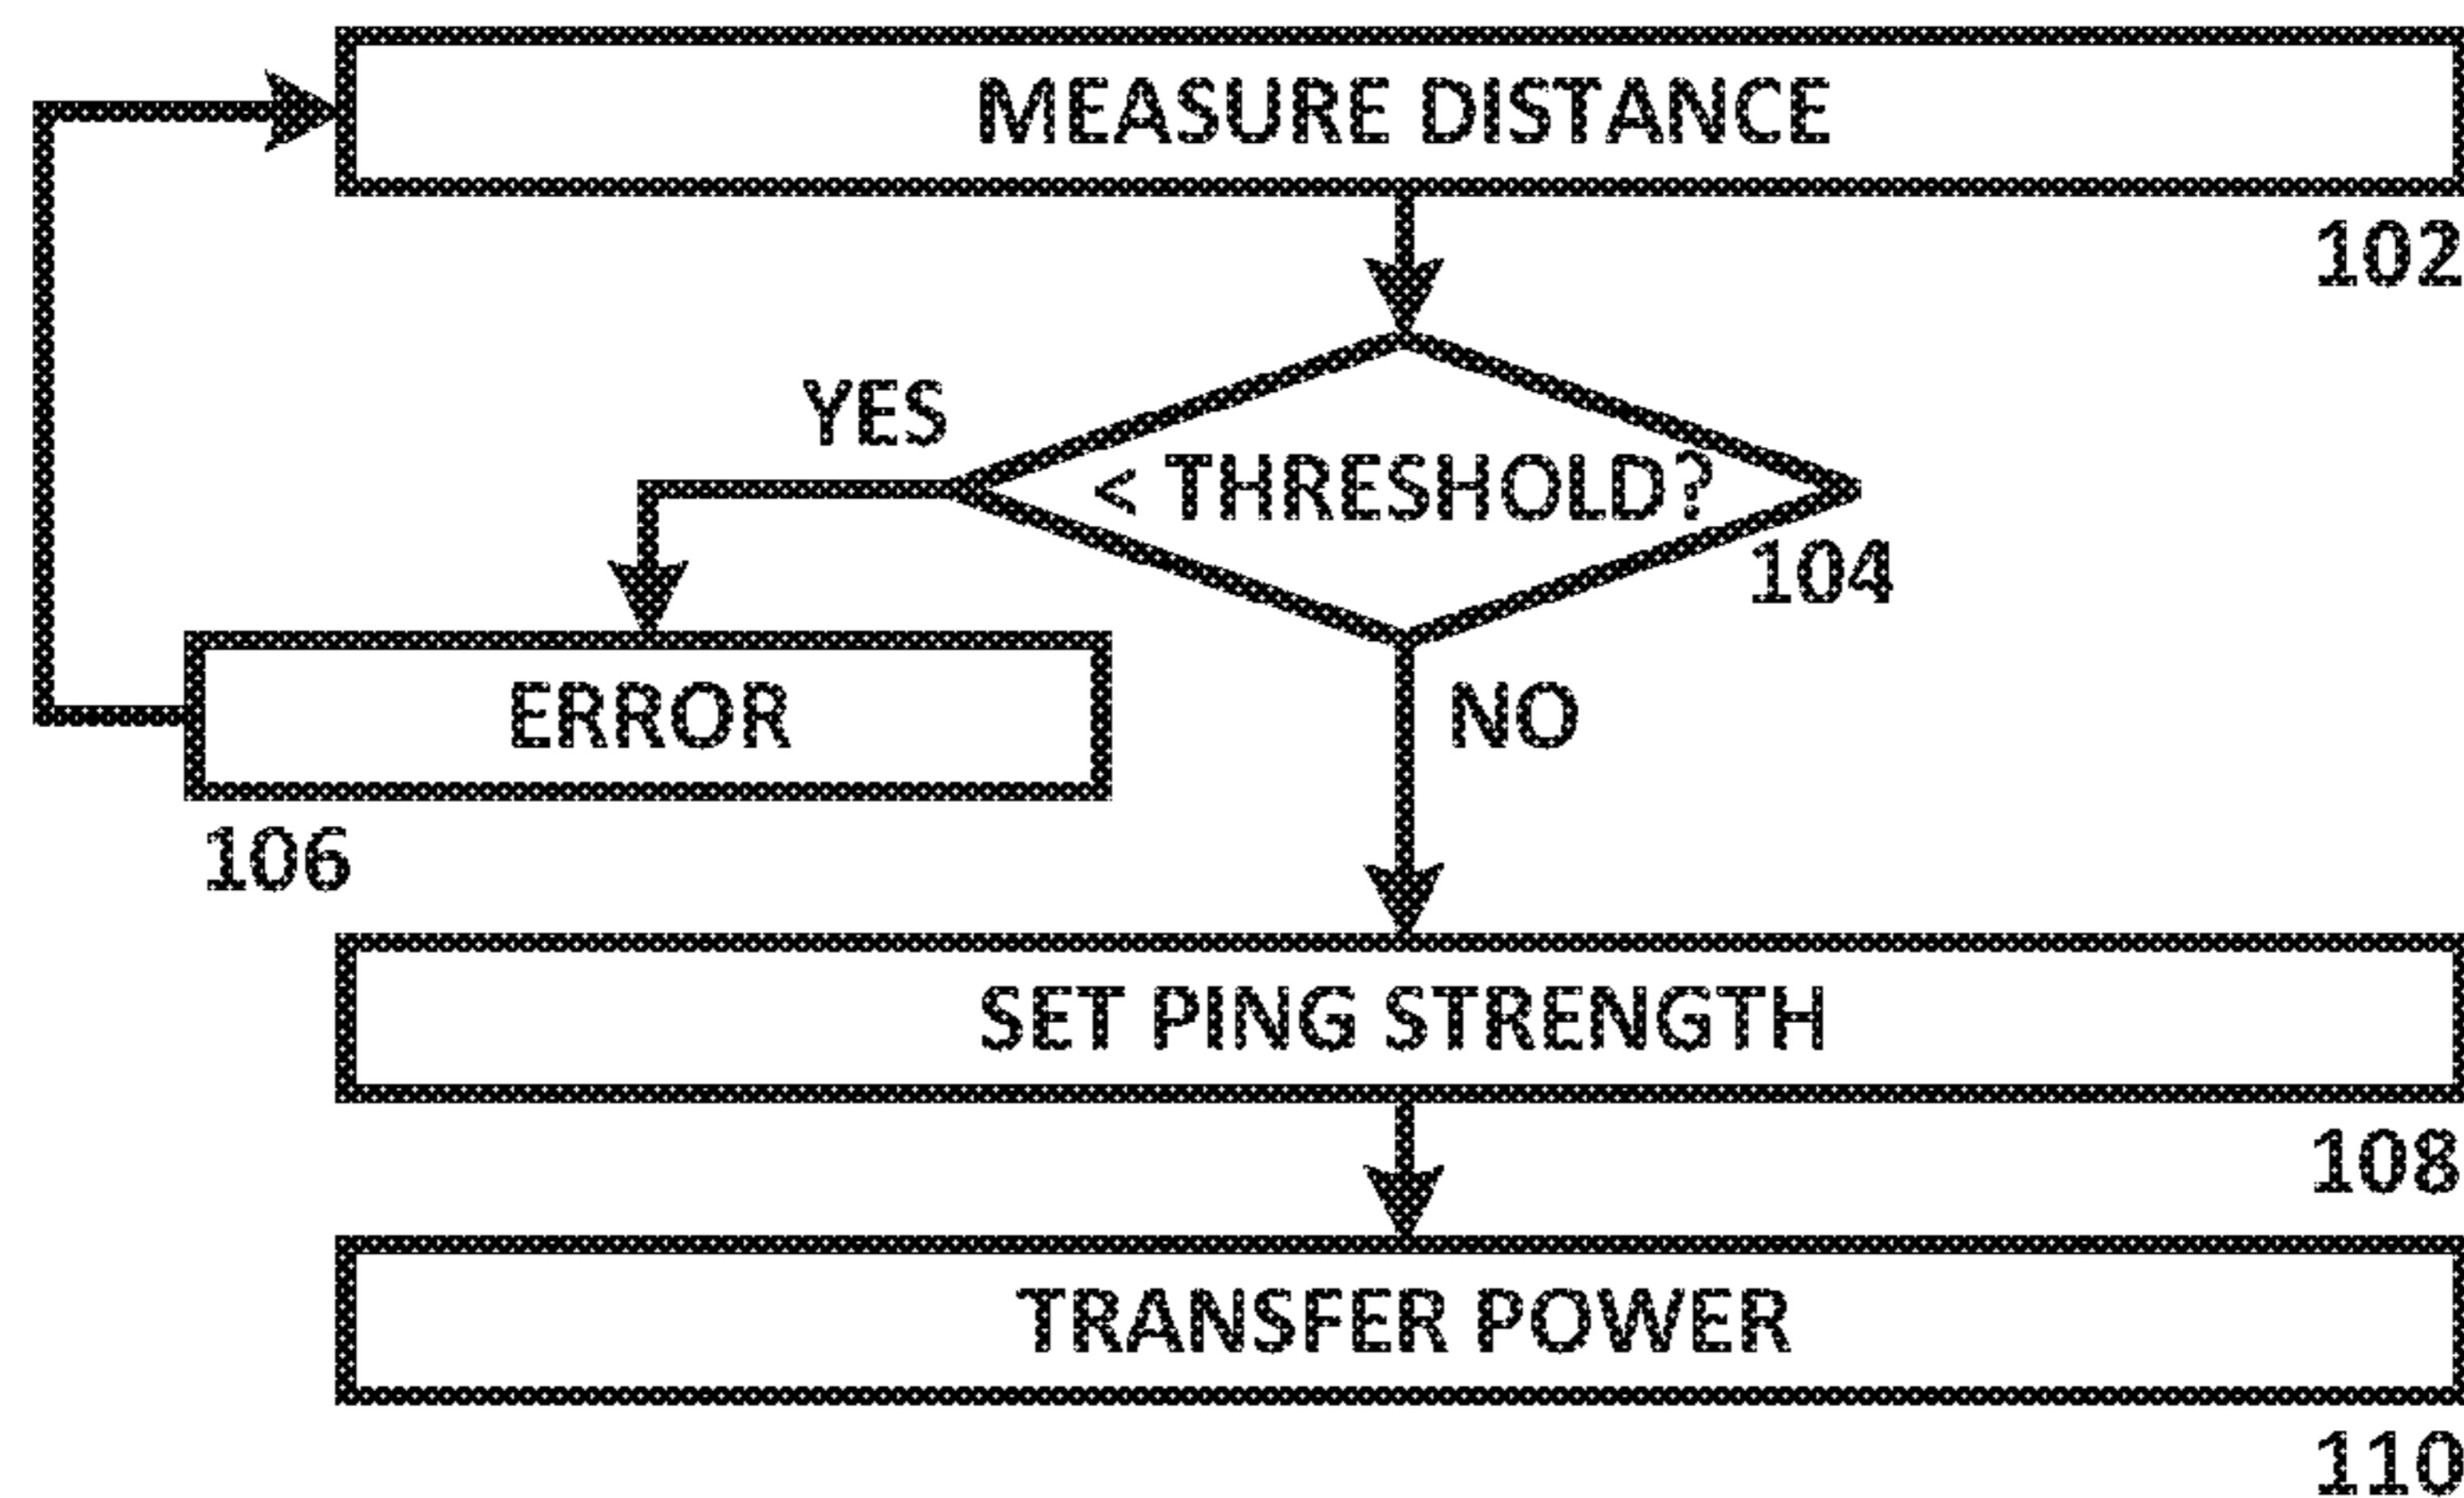 MEASURE DISTANCE
102
YES
< THRESHOLD?
104
ERROR
NO
106
SET PING STRENGTH
108
TRANSFER POWER
110